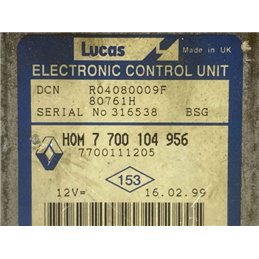 Lucas
Made in UK
ELECTRONIC CONTROL UNIT
DCN R04080009F
80761H
SERIAL No 316538 BSG
HOM 7 700 104 956
7700111205
153
12V= 16.02.99